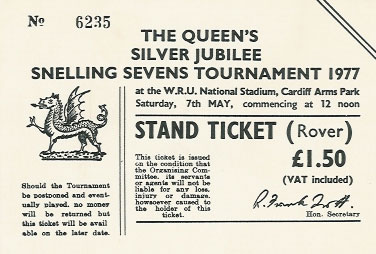 No 6235
THE QUEEN'S
SILVER JUBILEE
SNELLING SEVENS TOURNAMENT 1977
at the W.R.U. National Stadium, Cardiff Arms Park
Saturday, 7th MAY, commencing at 12 noon
STAND TICKET (Rover)
This ticket is issued
on the condition that
the Organising Com-
mittee, its servants
or agents will not be
liable for any loss,
injury or damage,
howsoever caused to
the holder of this
ticket.
£1.50
(VAT included)
R. Frank Trott
Hon. Secretary
Should the Tournament
be postponed and event-
ually played, no money
will be returned but
this ticket will be avail-
able on the later date.